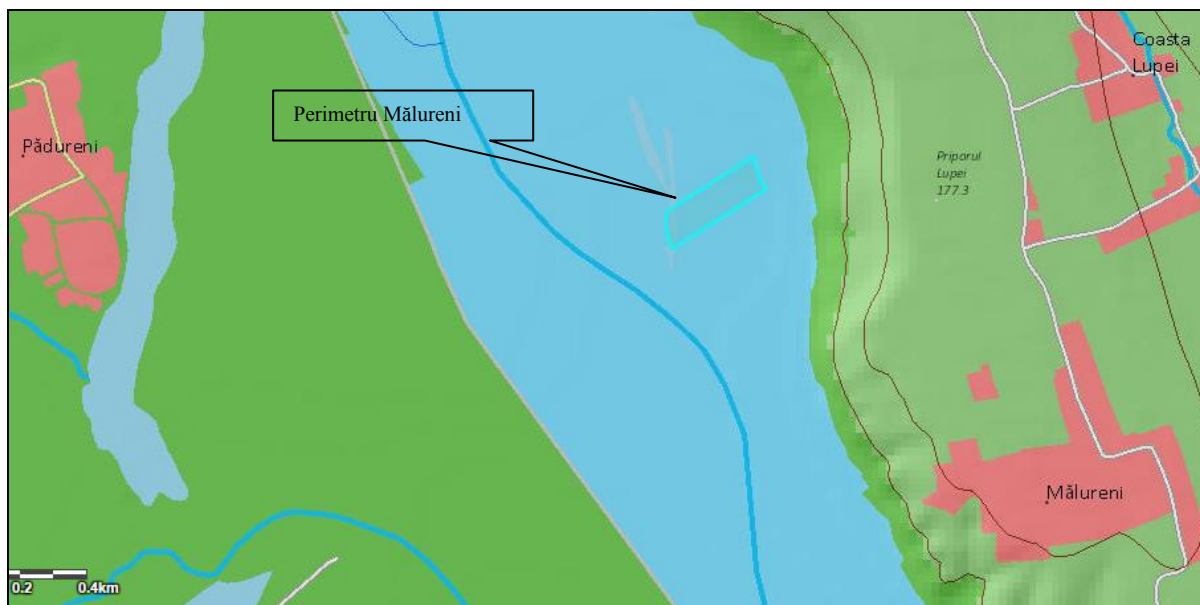 Coasta
Lupei
Perimetru Mălureni
Pădureni
Priporul
Lupei
177.3
Mălureni
0.2 0.4km